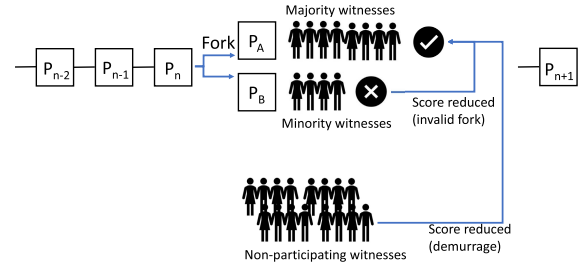 Majority witnesses
Fork
P_A
P_{n-2}
P_{n-1}
P_n
P_{n+1}
P_B
Score reduced
(invalid fork)
Minority witnesses
Score reduced
(demurrage)
Non-participating witnesses